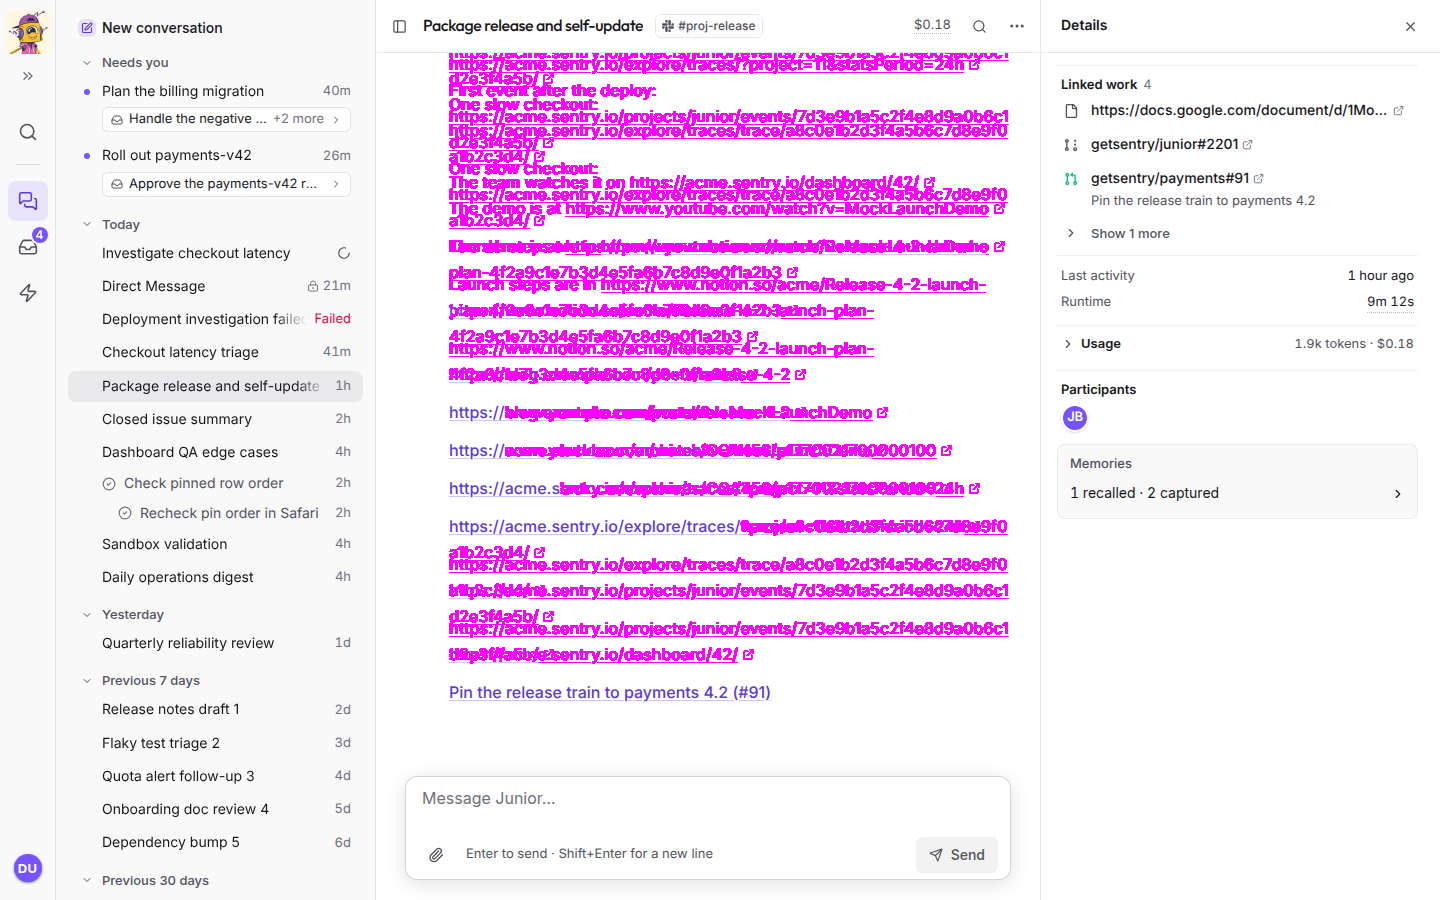 New conversation
Needs you
Plan the billing migration 40m
Handle the negative ... +2 more
Roll out payments-v42 26m
Approve the payments-v42 r...
Today
4
Investigate checkout latency
Direct Message 21m
Deployment investigation failed Failed
Checkout latency triage 41m
Package release and self-update 1h
Closed issue summary 2h
Dashboard QA edge cases 4h
Check pinned row order 2h
Recheck pin order in Safari 2h
Sandbox validation 4h
Daily operations digest 4h
Yesterday
Quarterly reliability review 1d
Previous 7 days
Release notes draft 1 2d
Flaky test triage 2 3d
Quota alert follow-up 3 4d
Onboarding doc review 4 5d
Dependency bump 5 6d
Previous 30 days
DU
Package release and self-update #proj-release $0.18
https://acme.sentry.io/explore/traces/?project=11&statsPeriod=24h
d2e3f4a5b/
First event after the deploy:
One slow checkout:
https://acme.sentry.io/projects/junior/events/7d3e9b1a5c2f4e8d9a0b6c1
https://acme.sentry.io/explore/traces/trace/a8c0e1b2d3f4a5b6c7d8e9f0
d2e3f4a5b/
a1b2c3d4/
One slow checkout:
The team watches it on https://acme.sentry.io/dashboard/42/
https://acme.sentry.io/explore/traces/trace/a8c0e1b2d3f4a5b6c7d8e9f0
The demo is at https://www.youtube.com/watch?v=MockLaunchDemo
a1b2c3d4/
plan-4f2a9c1e7b3d4e5fa6b7c8d9e0f1a2b3
Launch steps are in https://www.notion.so/acme/Release-4-2-launch-
4f2a9c1e7b3d4e5fa6b7c8d9e0f1a2b3
https://www.notion.so/acme/Release-4-2-launch-plan-
https://
https://
https://acme.s
https://acme.sentry.io/explore/traces/
a1b2c3d4/
https://acme.sentry.io/explore/traces/trace/a8c0e1b2d3f4a5b6c7d8e9f0
https://acme.sentry.io/projects/junior/events/7d3e9b1a5c2f4e8d9a0b6c1
d2e3f4a5b/
https://acme.sentry.io/projects/junior/events/7d3e9b1a5c2f4e8d9a0b6c1
https://acme.sentry.io/dashboard/42/
Pin the release train to payments 4.2 (#91)
Message Junior...
Enter to send · Shift+Enter for a new line
Send
Details
Linked work 4
https://docs.google.com/document/d/1Mo...
getsentry/junior#2201
getsentry/payments#91
Pin the release train to payments 4.2
Show 1 more
Last activity 1 hour ago
Runtime 9m 12s
Usage 1.9k tokens · $0.18
Participants
JB
Memories
1 recalled · 2 captured